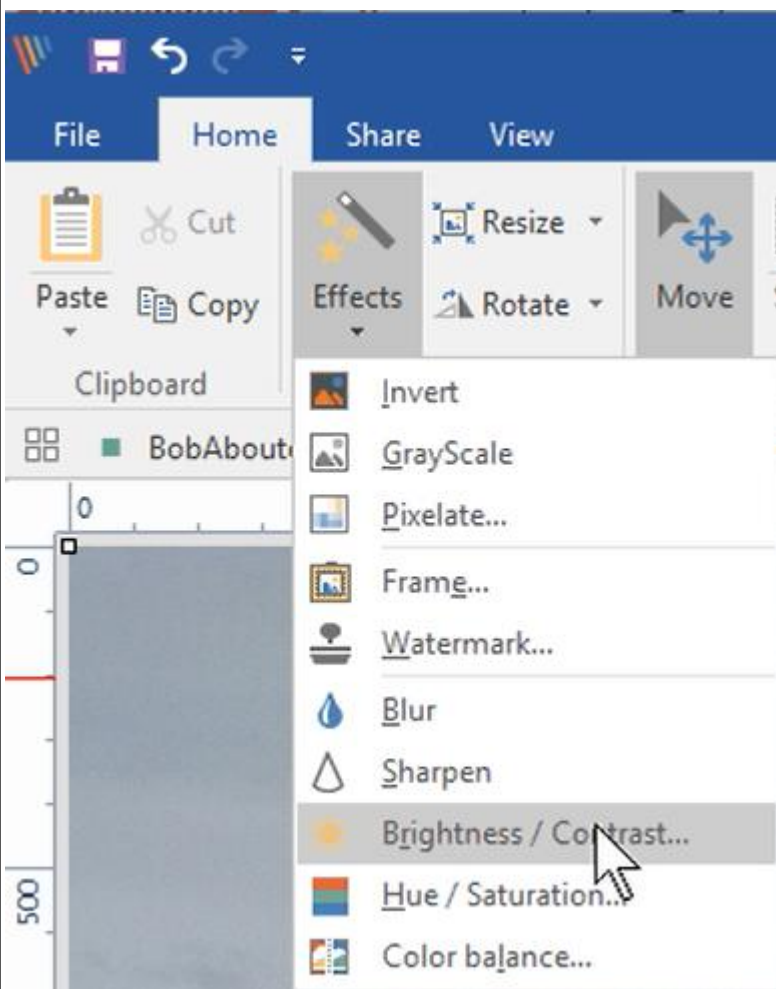 File Home Share View
Cut Resize
Paste Copy Effects Rotate Move
Clipboard
Invert
GrayScale
Pixelate...
Frame...
Watermark...
Blur
Sharpen
Brightness / Contrast...
Hue / Saturation...
Color balance...
0
0
500